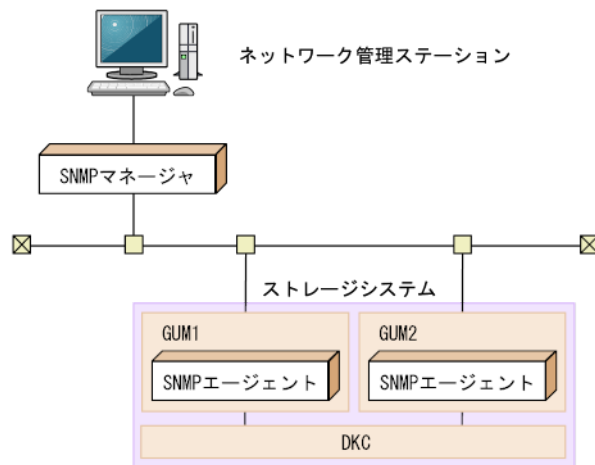 ネットワーク管理ステーション
SNMPマネージャ
ストレージシステム
GUM1
GUM2
SNMPエージェント
SNMPエージェント
DKC